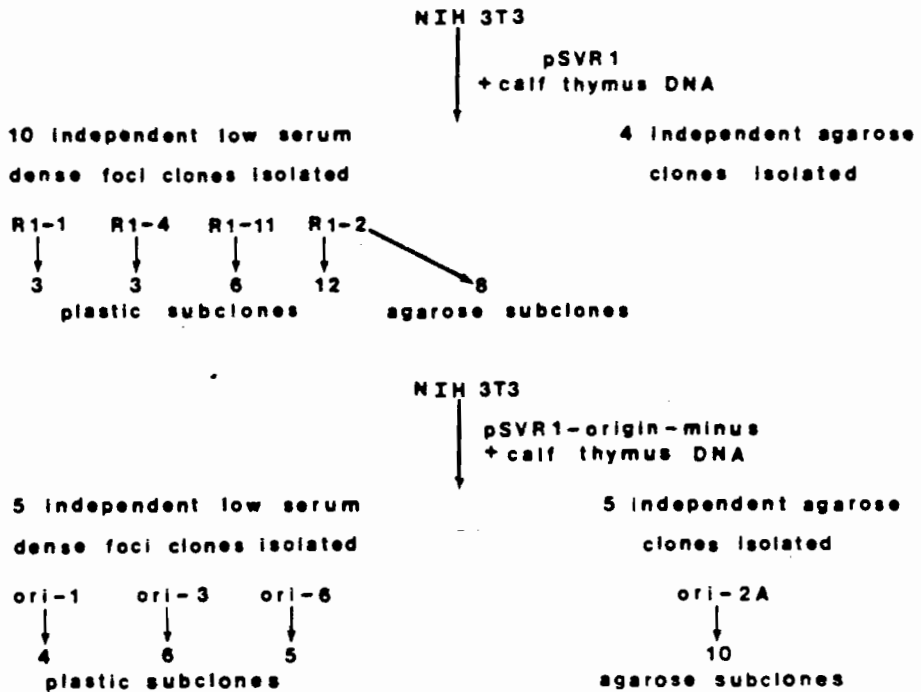 NIH 3T3
pSVR1
+ calf thymus DNA
10 independent low serum
dense foci clones isolated
4 independent agarose
clones isolated
R1-1 R1-4 R1-11 R1-2
3 3 6 12 8
plastic subclones agarose subclones
NIH 3T3
pSVR1-origin-minus
+ calf thymus DNA
5 independent low serum
dense foci clones isolated
5 independent agarose
clones isolated
ori-1 ori-3 ori-6 ori-2A
4 6 5 10
plastic subclones agarose subclones